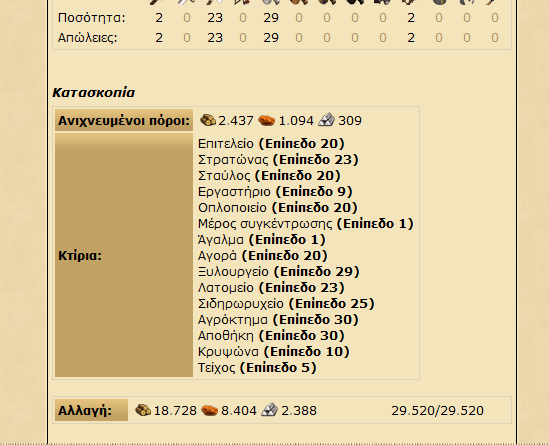 Ποσότητα: 2 0 23 0 29 0 0 0 0 2 0 0 0
Απώλειες: 2 0 23 0 29 0 0 0 0 2 0 0 0
Κατασκοπία
Ανιχνευμένοι πόροι: 2.437 1.094 309
Κτίρια:
Επιτελείο (Επίπεδο 20)
Στρατώνας (Επίπεδο 23)
Σταύλος (Επίπεδο 20)
Εργαστήριο (Επίπεδο 9)
Οπλοποιείο (Επίπεδο 20)
Μέρος συγκέντρωσης (Επίπεδο 1)
Άγαλμα (Επίπεδο 1)
Αγορά (Επίπεδο 20)
Ξυλουργείο (Επίπεδο 29)
Λατομείο (Επίπεδο 23)
Σιδηρωρυχείο (Επίπεδο 25)
Αγρόκτημα (Επίπεδο 30)
Αποθήκη (Επίπεδο 30)
Κρυψώνα (Επίπεδο 10)
Τείχος (Επίπεδο 5)
Αλλαγή: 18.728 8.404 2.388 29.520/29.520